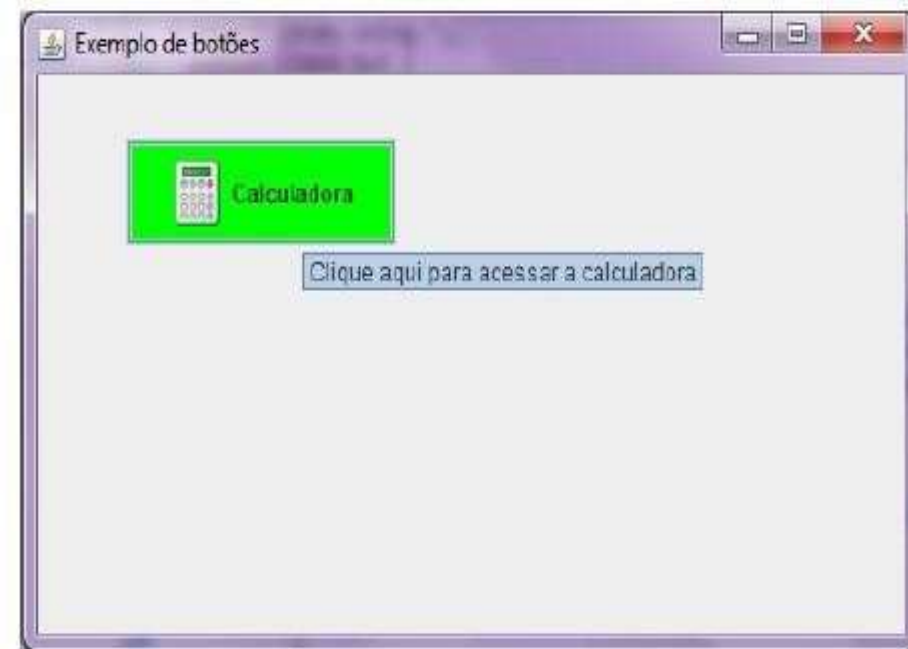 Exemplo de botões
Calculadora
Clique aqui para acessar a calculadora